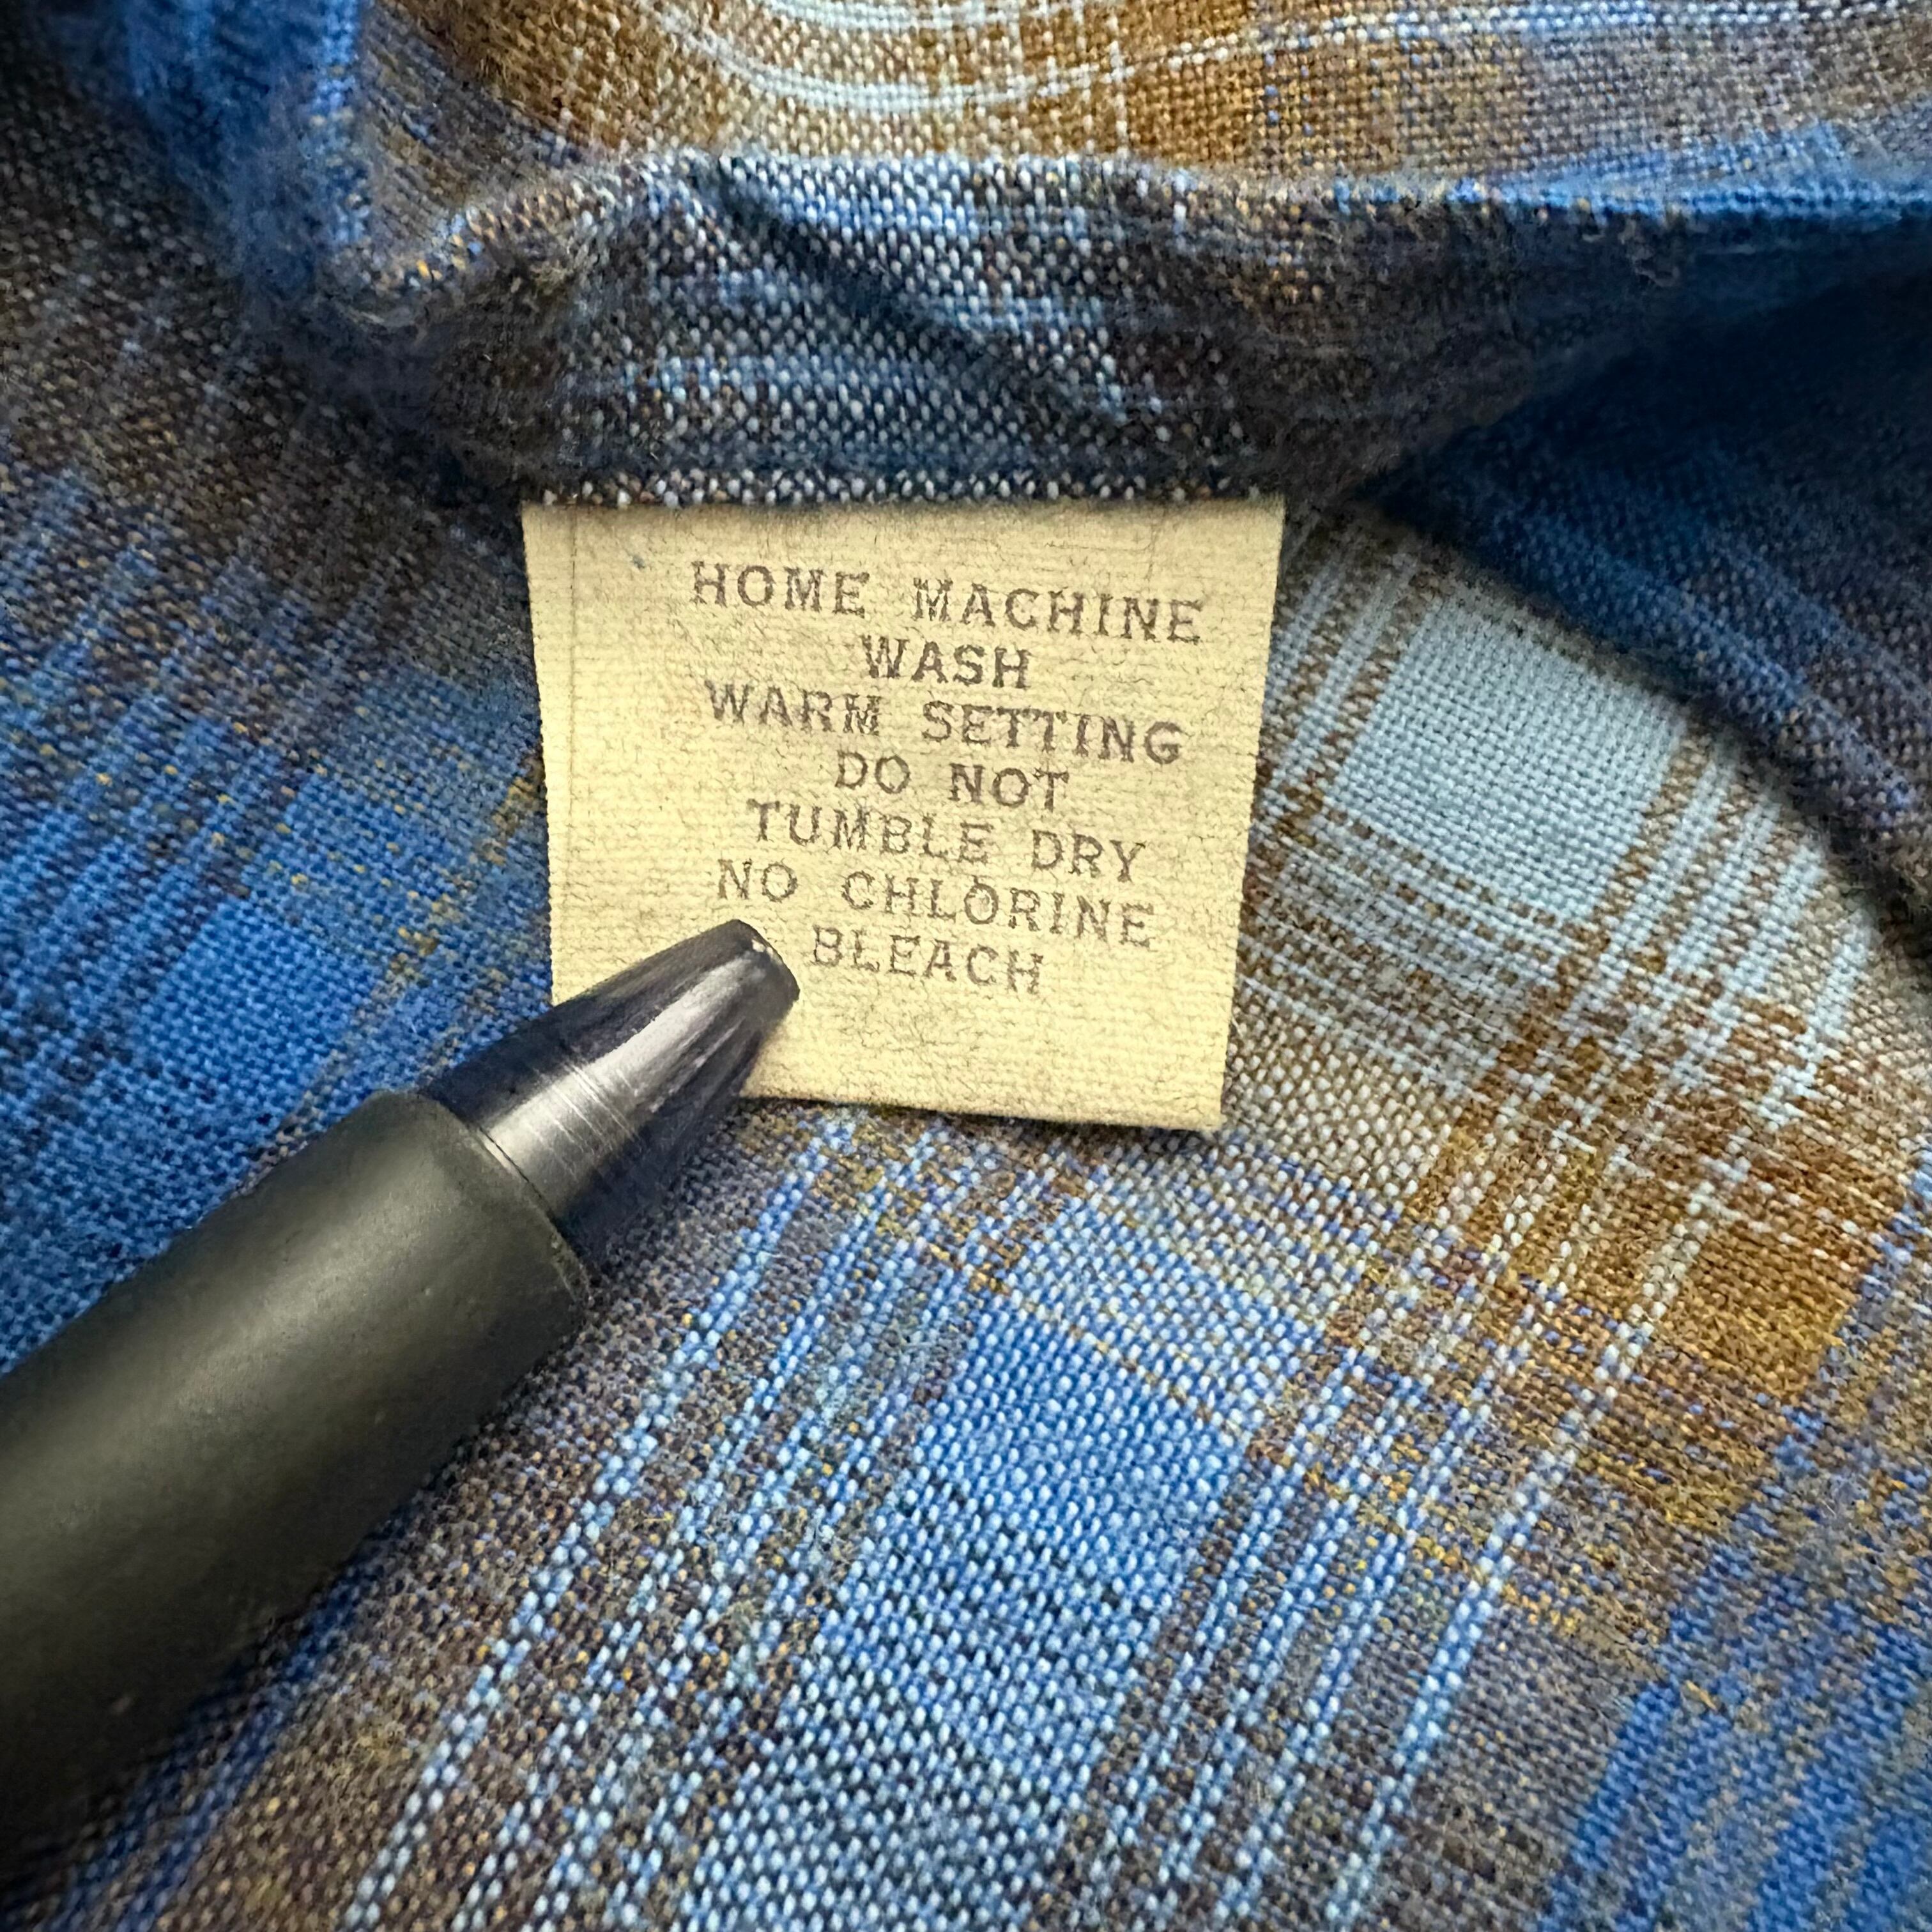 HOME MACHINE
WASH
WARM SETTING
DO NOT
TUMBLE DRY
NO CHLORINE
BLEACH